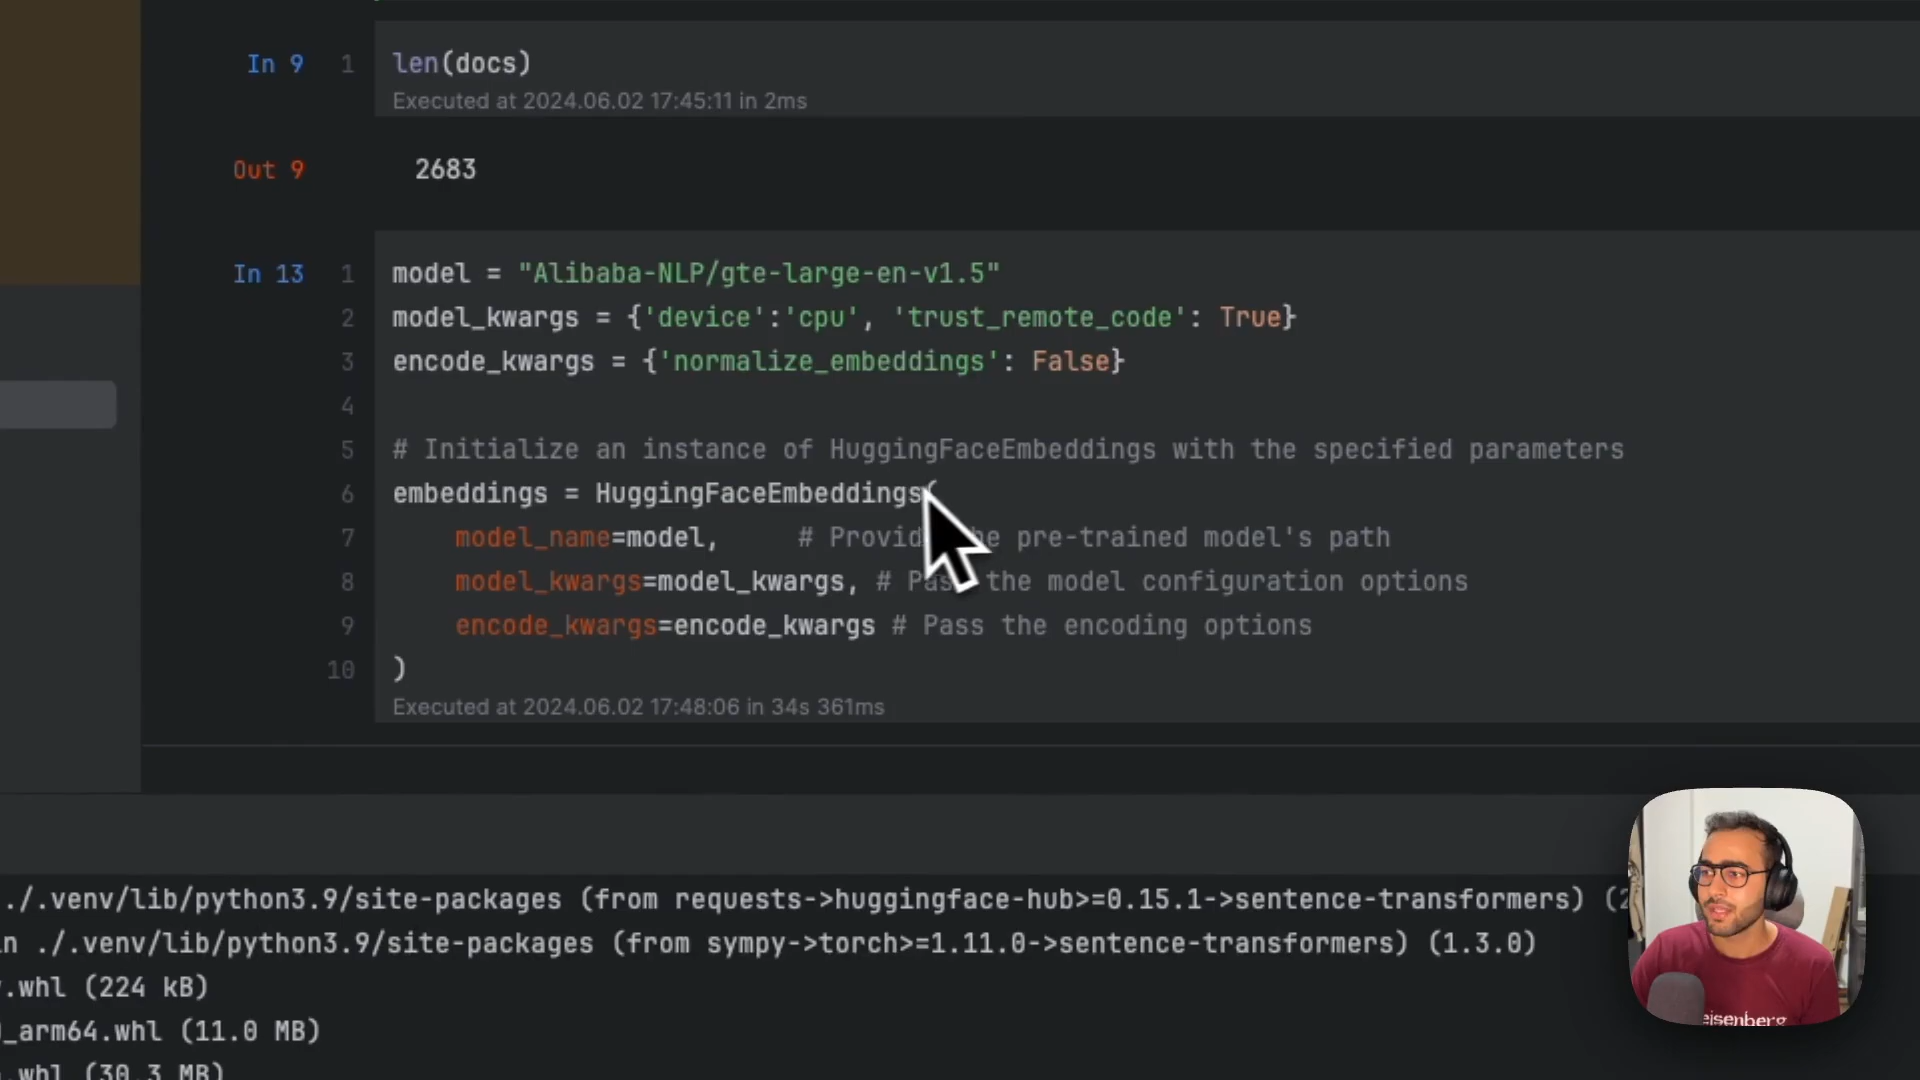 In 9 1 len(docs)
Executed at 2024.06.02 17:45:11 in 2ms
Out 9 2683
In 13 1 model = "Alibaba-NLP/gte-large-en-v1.5"
2 model_kwargs = {'device':'cpu', 'trust_remote_code': True}
3 encode_kwargs = {'normalize_embeddings': False}
4
5 # Initialize an instance of HuggingFaceEmbeddings with the specified parameters
6 embeddings = HuggingFaceEmbeddings(
7 model_name=model, # the pre-trained model's path
8 model_kwargs=model_kwargs, # the model configuration options
9 encode_kwargs=encode_kwargs # Pass the encoding options
10 )
Executed at 2024.06.02 17:48:06 in 34s 361ms
./.venv/lib/python3.9/site-packages (from requests->huggingface-hub>=0.15.1->sentence-transformers)
./.venv/lib/python3.9/site-packages (from sympy->torch>=1.11.0->sentence-transformers) (1.3.0)
.whl (224 kB)
_arm64.whl (11.0 MB)
.whl (30.3 MB)